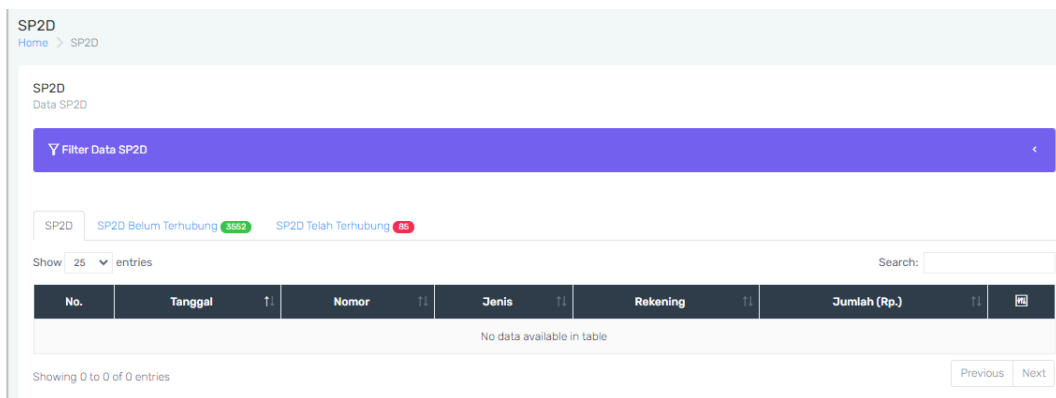 SP2D
Home > SP2D
SP2D
Data SP2D
Filter Data SP2D
SP2D SP2D Belum Terhubung 3552 SP2D Telah Terhubung 85
Show 25 entries Search:
No. Tanggal Nomor Jenis Rekening Jumlah (Rp.)
No data available in table
Showing 0 to 0 of 0 entries Previous Next